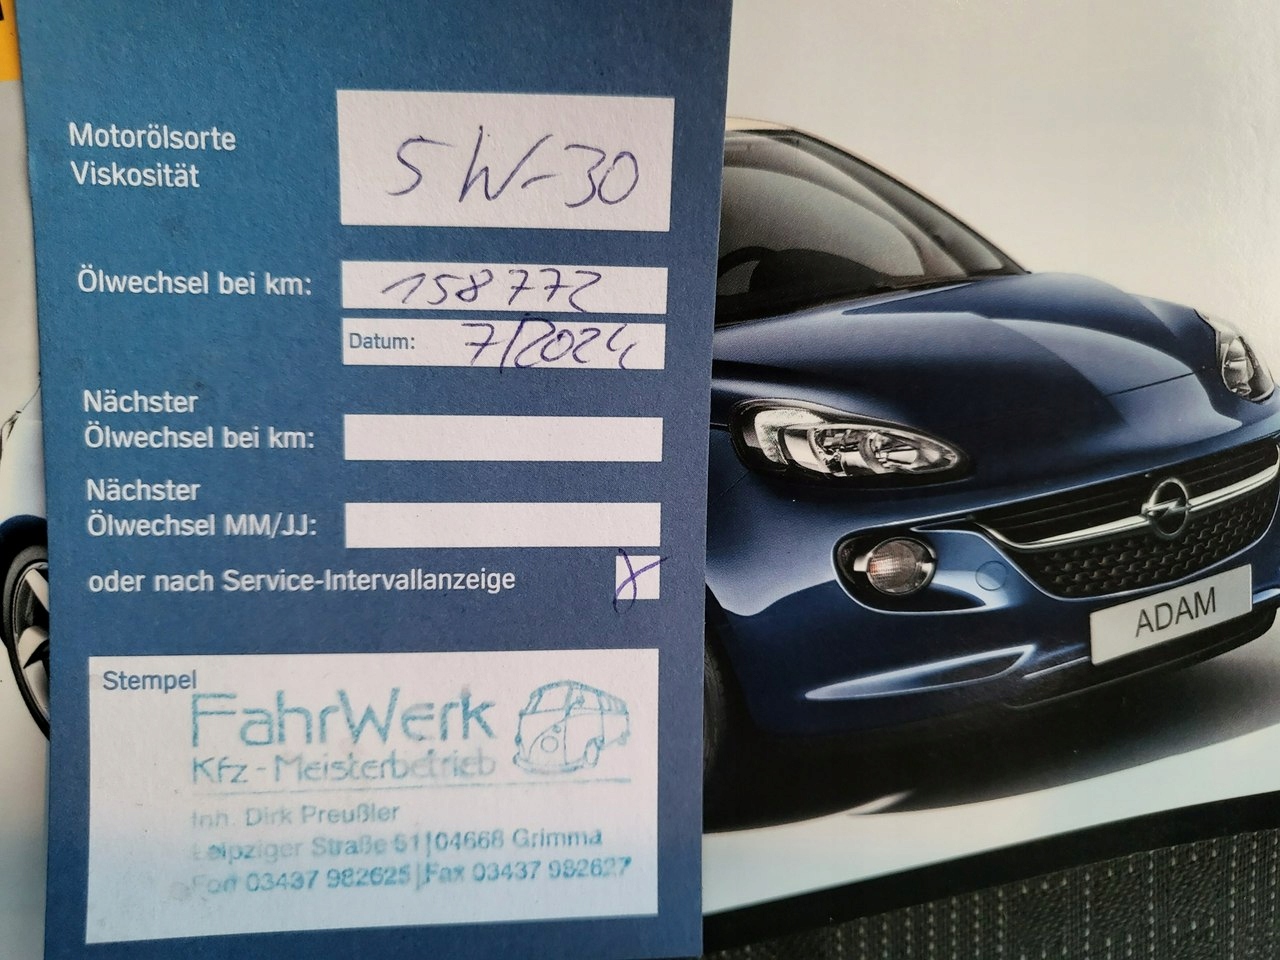 Motorölsorte
Viskosität
5W-30
Ölwechsel bei km:
158772
Datum: 7/2024
Nächster
Ölwechsel bei km:
Nächster
Ölwechsel MM/JJ:
oder nach Service-Intervallanzeige
Stempel
FahrWerk
Kfz-Meisterbetrieb
Inh. Dirk Preußler
Leipziger Straße 51|04668 Grimma
Fon 03437 982625|Fax 03437 982627
ADAM